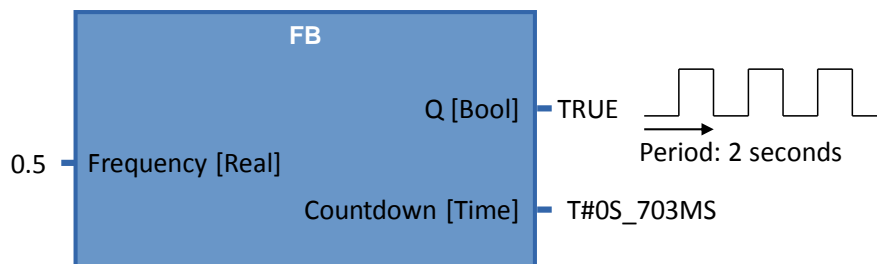 FB
Q [Bool] TRUE
Period: 2 seconds
0.5 Frequency [Real]
Countdown [Time] T#0S_703MS